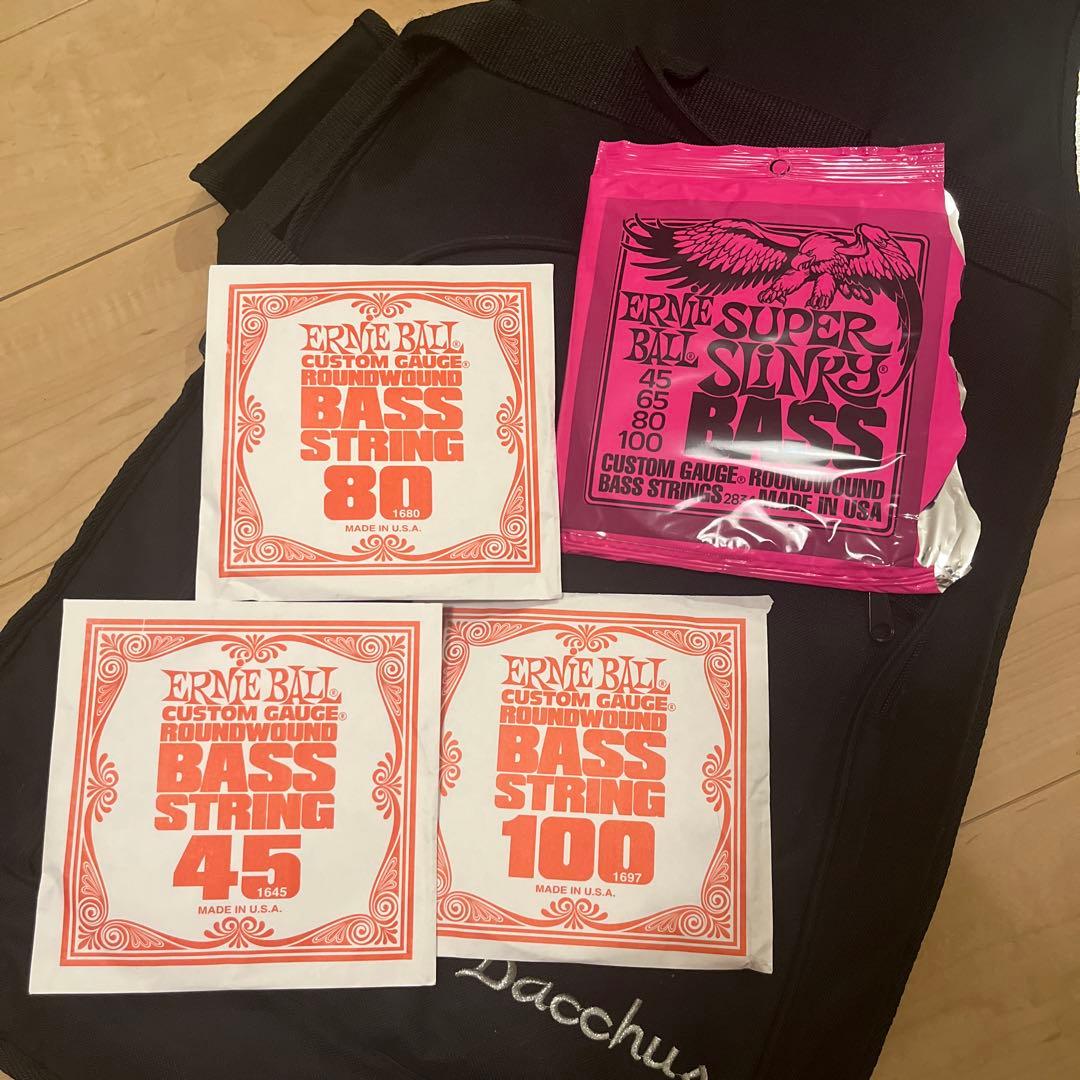 ERNIE BALL®
CUSTOM GAUGE®
ROUNDWOUND
BASS
STRING
80
1680
MADE IN U.S.A.
ERNIE BALL®
SUPER SLINKY®
BASS
45
65
80
100
CUSTOM GAUGE® ROUNDWOUND
BASS STRINGS 2834 MADE IN USA
ERNIE BALL®
CUSTOM GAUGE®
ROUNDWOUND
BASS
STRING
45
1645
MADE IN U.S.A.
ERNIE BALL®
CUSTOM GAUGE®
ROUNDWOUND
BASS
STRING
100
1697
MADE IN U.S.A.
Bacchus